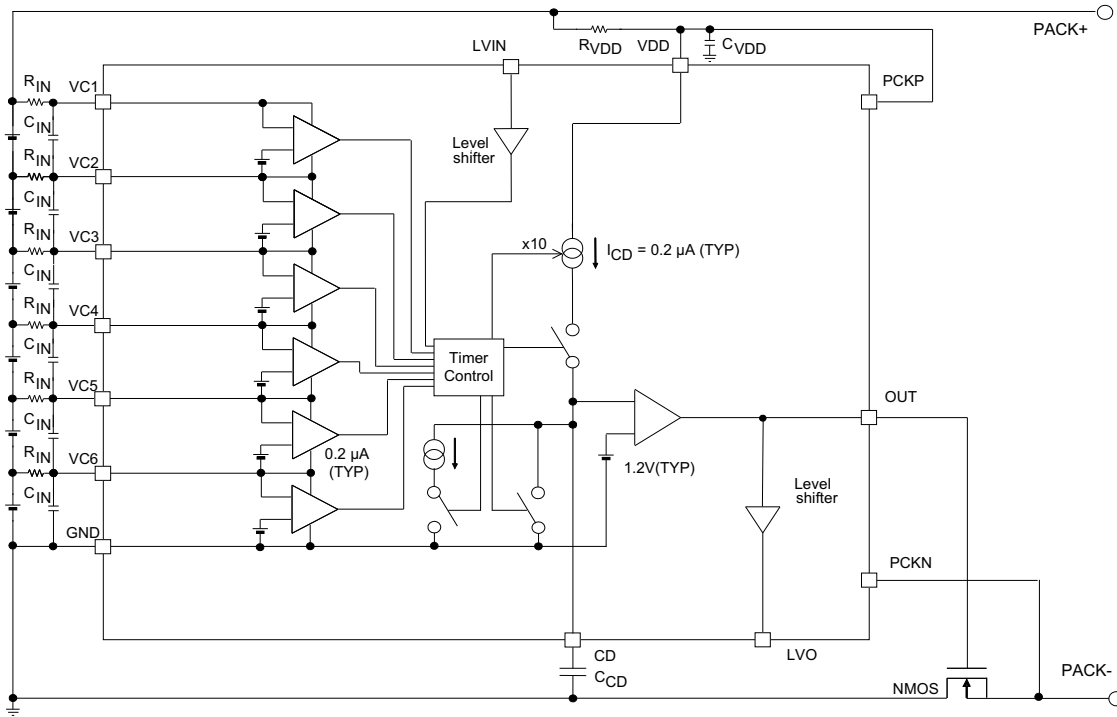 PACK+
LVIN
RVDD
VDD
CVDD
PCKP
RIN
VC1
CIN
Level
shifter
RIN
VC2
CIN
RIN
VC3
CIN
x10
ICD = 0.2 µA (TYP)
RIN
VC4
CIN
Timer
Control
RIN
VC5
CIN
OUT
0.2 µA
(TYP)
1.2V(TYP)
RIN
VC6
CIN
Level
shifter
GND
PCKN
CD
LVO
CCD
NMOS
PACK-